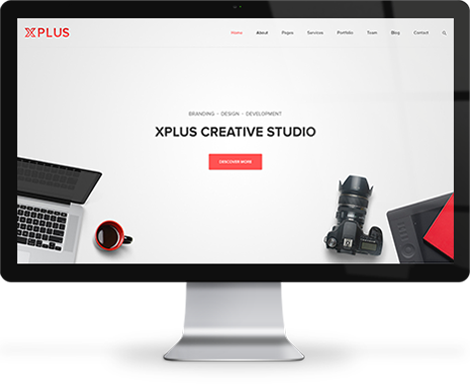 XPLUS
Home About Pages Services Portfolio Team Blog Contact
BRANDING - DESIGN - DEVELOPMENT
XPLUS CREATIVE STUDIO
DISCOVER MORE